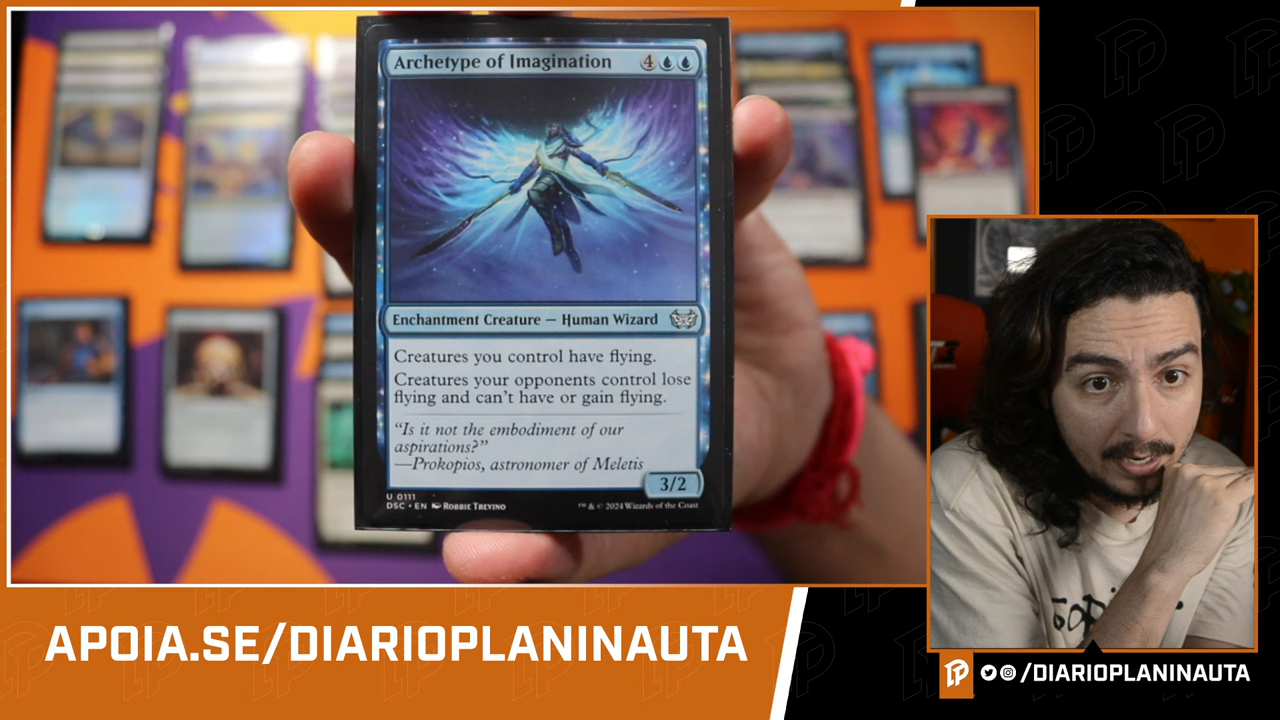 Archetype of Imagination 4
Enchantment Creature — Human Wizard
Creatures you control have flying.
Creatures your opponents control lose
flying and can't have or gain flying.
“Is it not the embodiment of our
aspirations?”
—Prokopios, astronomer of Meletis
3/2
U 0111
DSC • EN ROBBIE TREVINO
™ & © 2024 Wizards of the Coast
APOIA.SE/DIARIOPLANINAUTA
/DIARIOPLANINAUTA